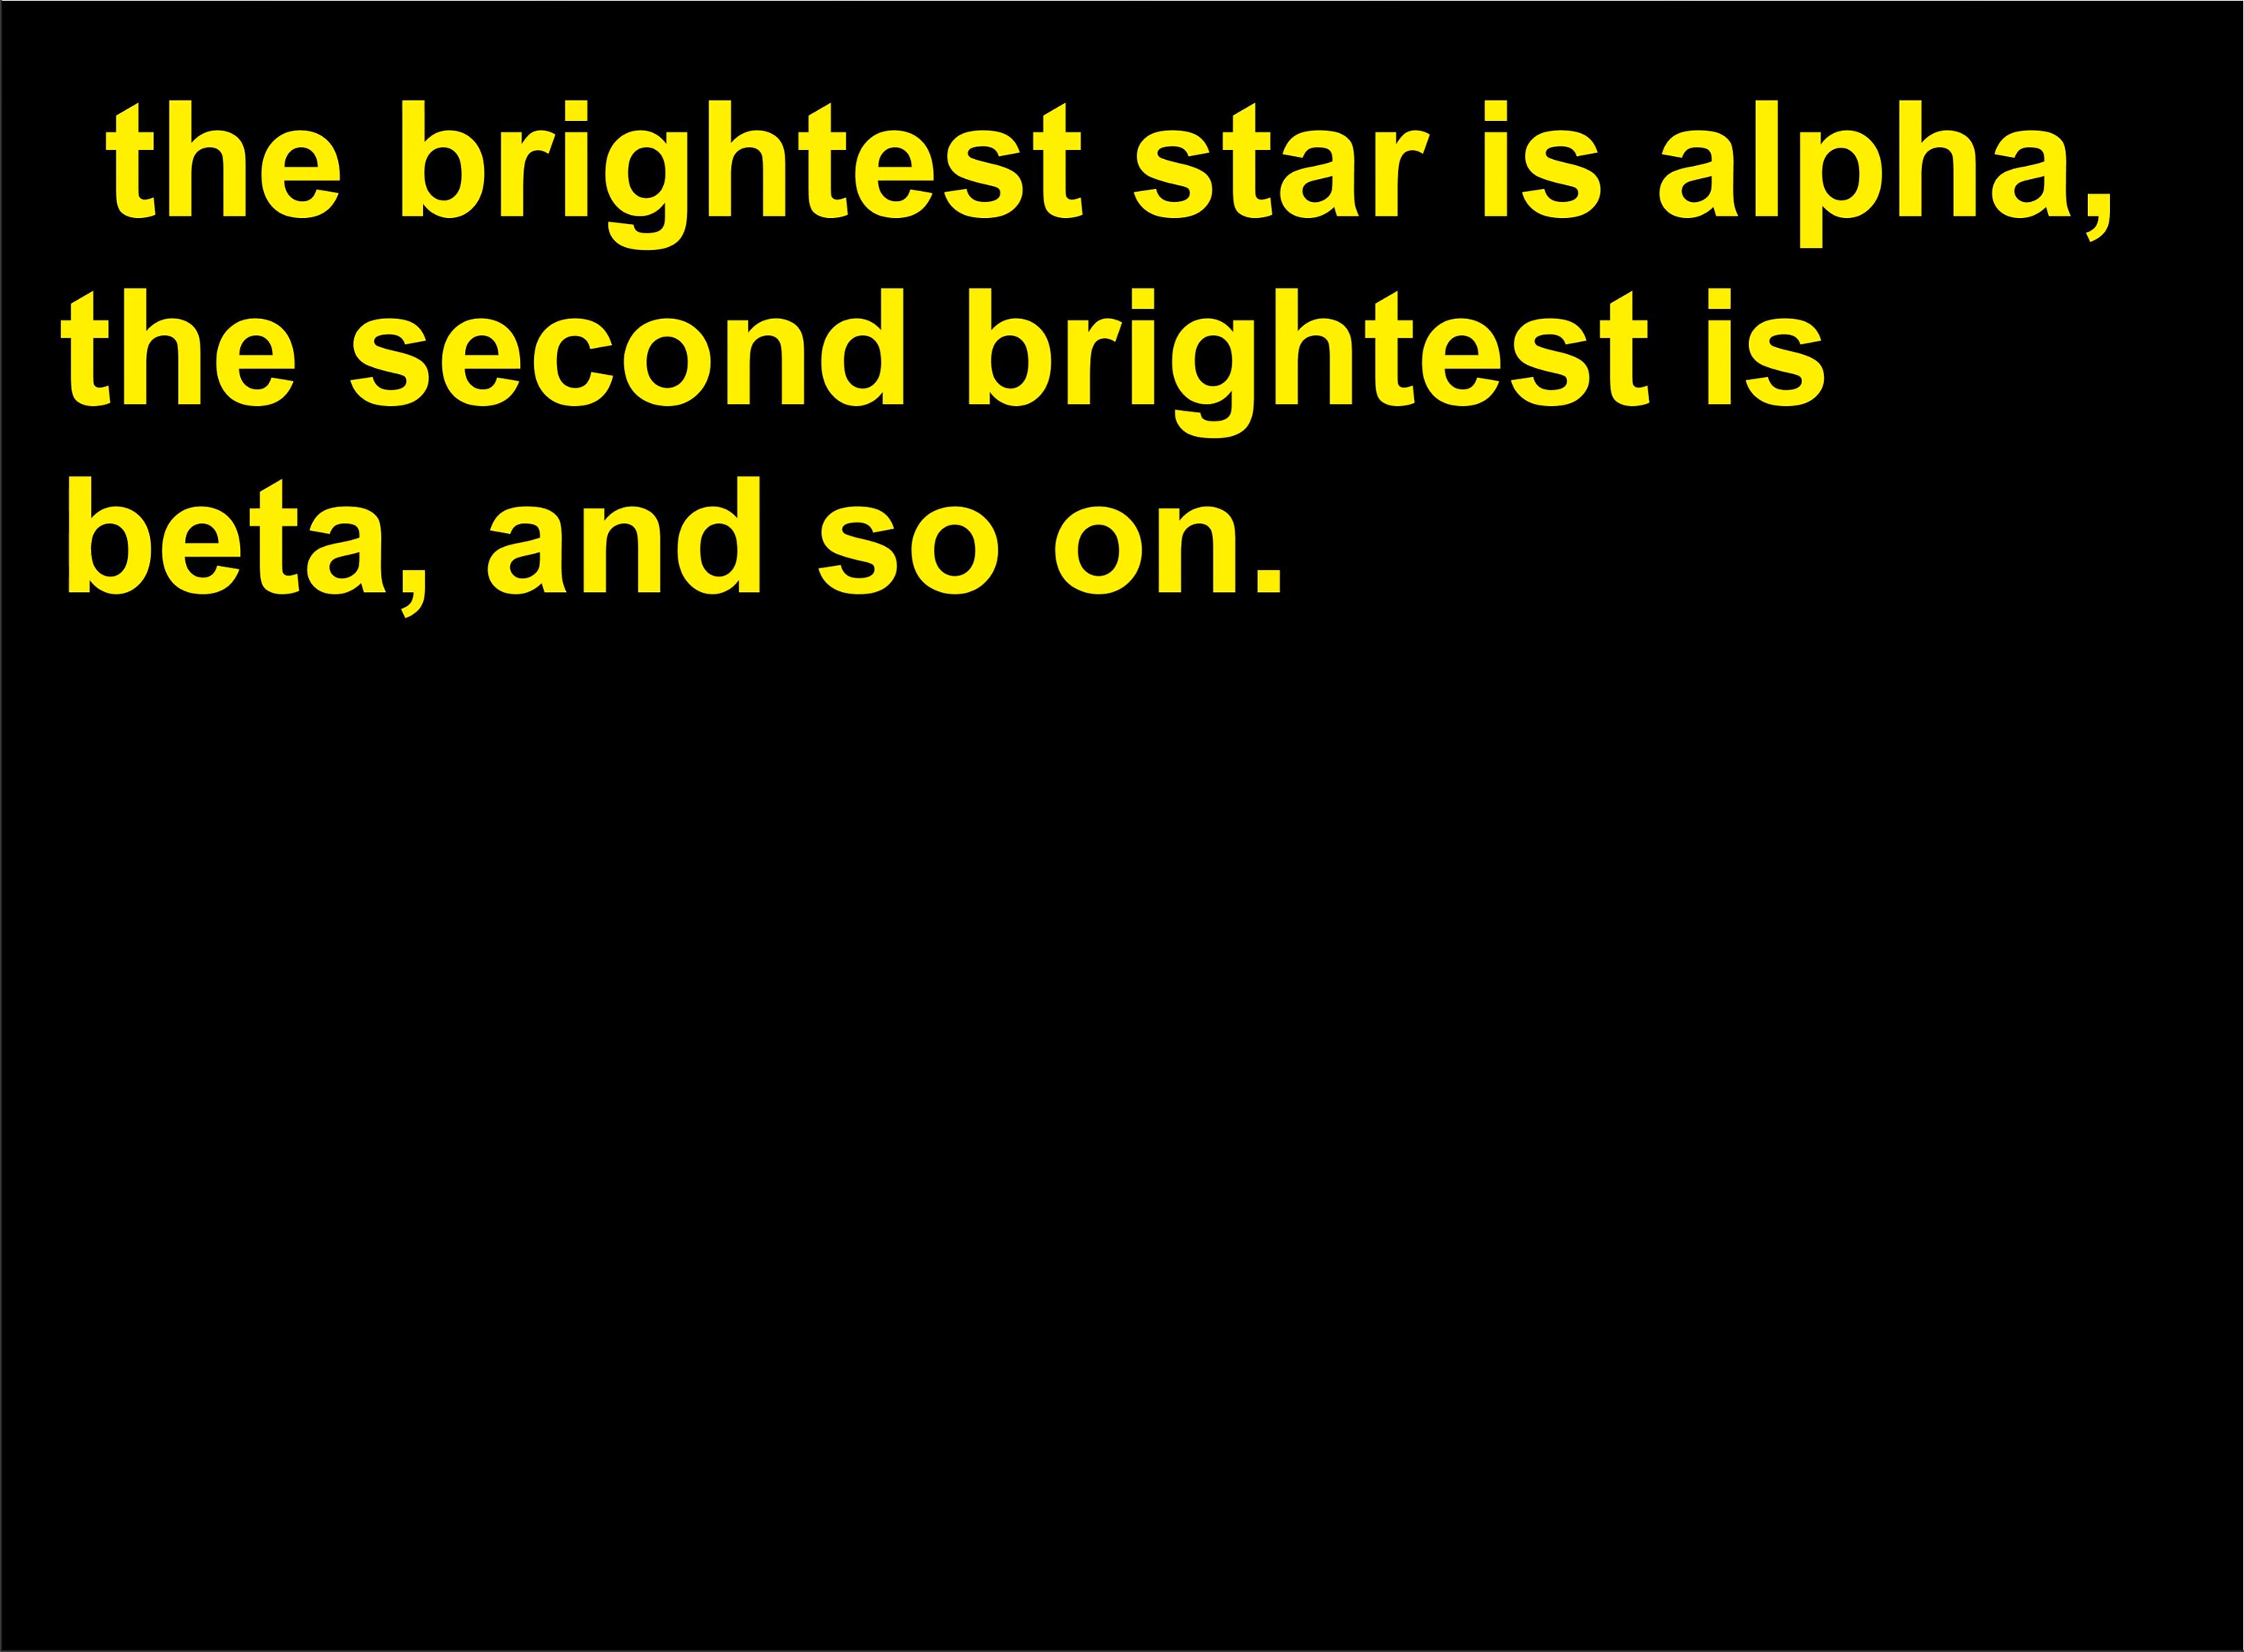 the brightest star is alpha,
the second brightest is
beta, and so on.